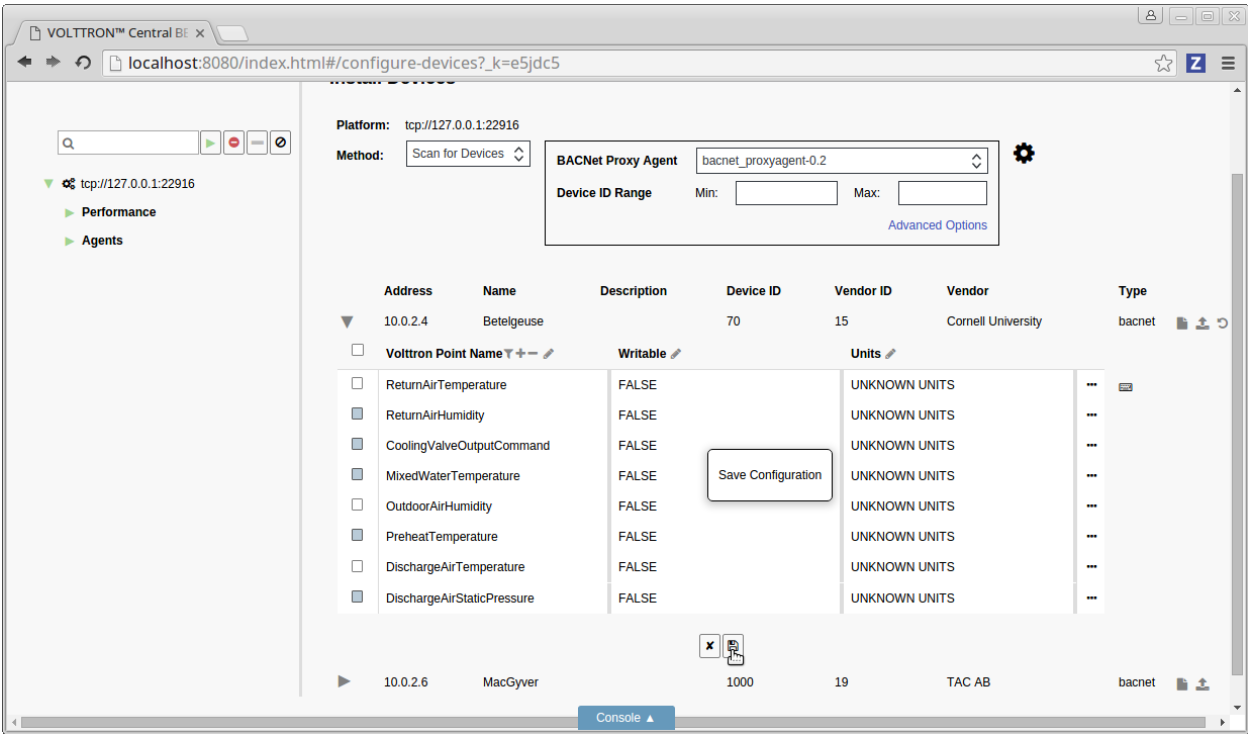 VOLTTRON™ Central BE
localhost:8080/index.html#/configure-devices?_k=e5jdc5
Z
Install Devices
Platform: tcp://127.0.0.1:22916
Method: Scan for Devices
BACNet Proxy Agent bacnet_proxyagent-0.2
Device ID Range Min: Max:
Advanced Options
tcp://127.0.0.1:22916
Performance
Agents
Address Name Description Device ID Vendor ID Vendor Type
10.0.2.4 Betelgeuse 70 15 Cornell University bacnet
Volttron Point Name Writable Units
ReturnAirTemperature FALSE UNKNOWN UNITS
ReturnAirHumidity FALSE UNKNOWN UNITS
CoolingValveOutputCommand FALSE UNKNOWN UNITS
MixedWaterTemperature FALSE UNKNOWN UNITS
Save Configuration
OutdoorAirHumidity FALSE UNKNOWN UNITS
PreheatTemperature FALSE UNKNOWN UNITS
DischargeAirTemperature FALSE UNKNOWN UNITS
DischargeAirStaticPressure FALSE UNKNOWN UNITS
10.0.2.6 MacGyver 1000 19 TAC AB bacnet
Console ▲